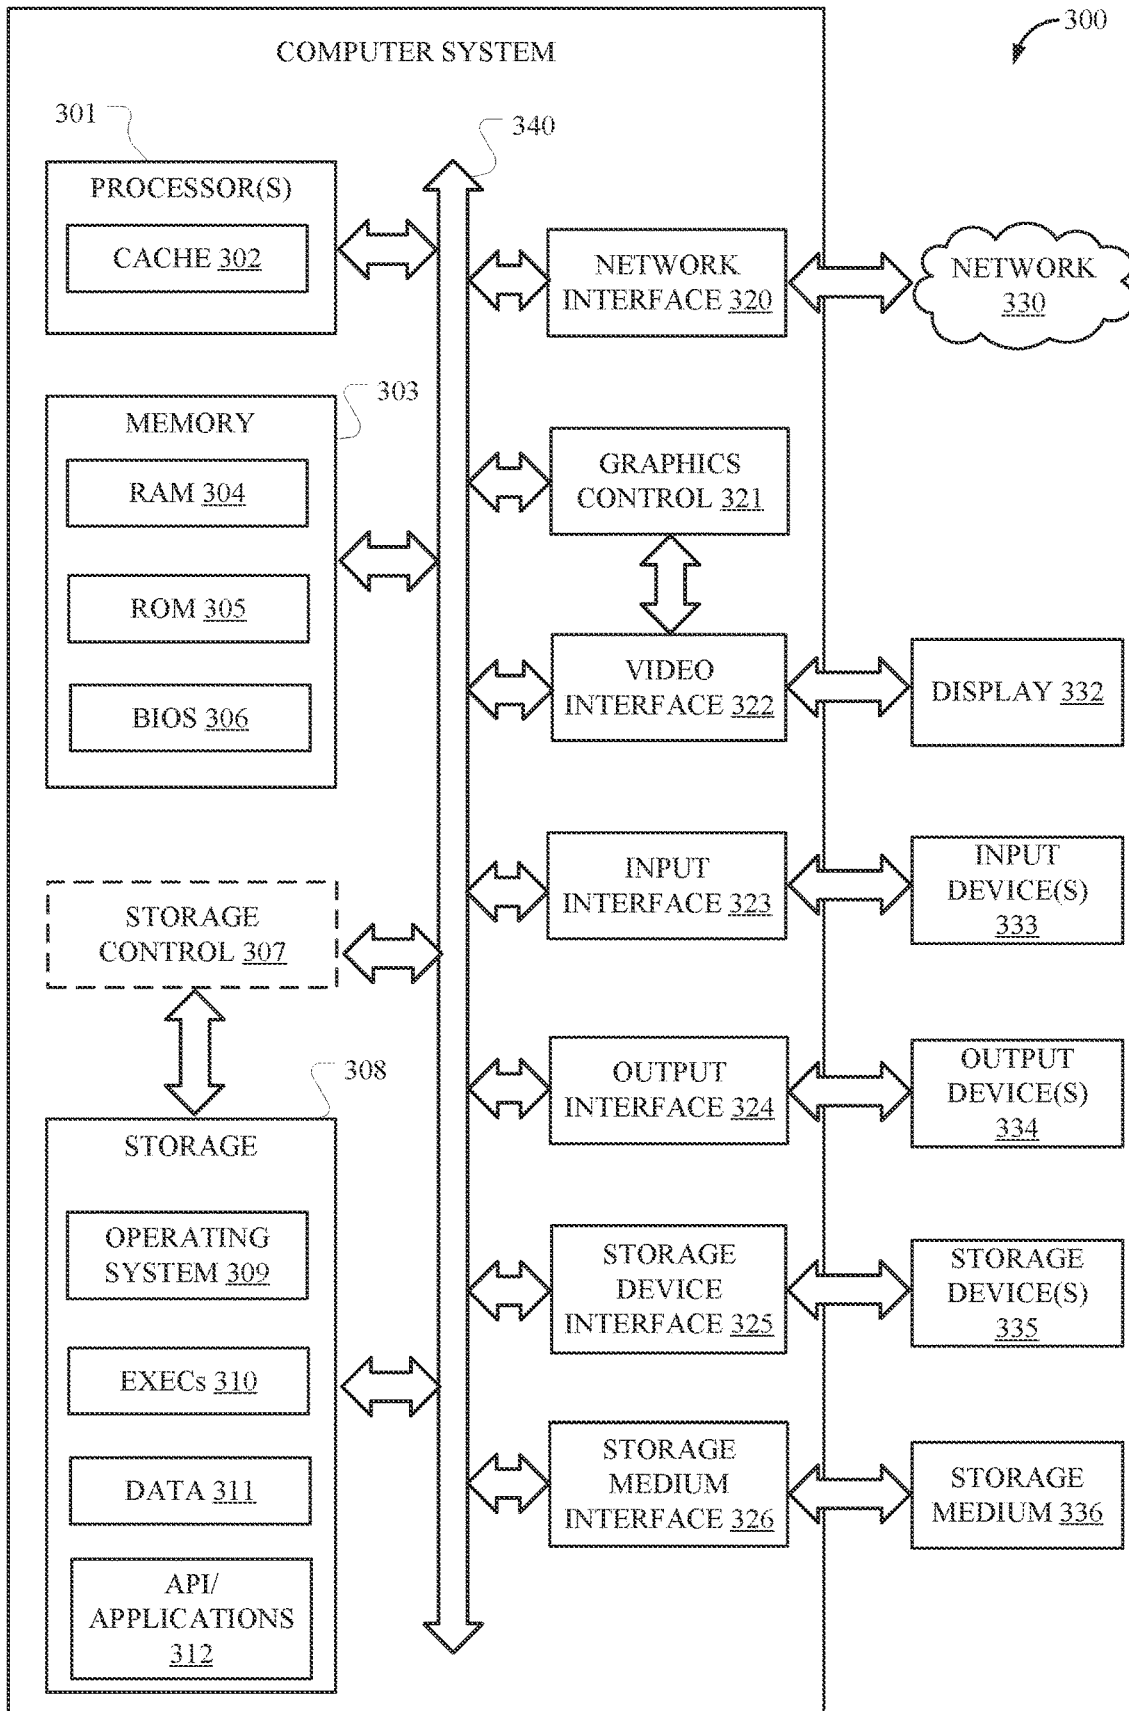 300
COMPUTER SYSTEM
301
340
PROCESSOR(S)
CACHE 302
NETWORK
INTERFACE 320
NETWORK
330
303
MEMORY
RAM 304
ROM 305
BIOS 306
GRAPHICS
CONTROL 321
VIDEO
INTERFACE 322
DISPLAY 332
INPUT
INTERFACE 323
INPUT
DEVICE(S)
333
STORAGE
CONTROL 307
OUTPUT
INTERFACE 324
OUTPUT
DEVICE(S)
334
308
STORAGE
OPERATING
SYSTEM 309
EXECs 310
DATA 311
API/
APPLICATIONS
312
STORAGE
DEVICE
INTERFACE 325
STORAGE
DEVICE(S)
335
STORAGE
MEDIUM
INTERFACE 326
STORAGE
MEDIUM 336